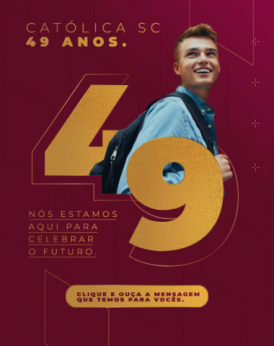 CATÓLICA SC
49 ANOS.
49
NÓS ESTAMOS
AQUI PARA
CELEBRAR
O FUTURO.
CLIQUE E OUÇA A MENSAGEM
QUE TEMOS PARA VOCÊS.